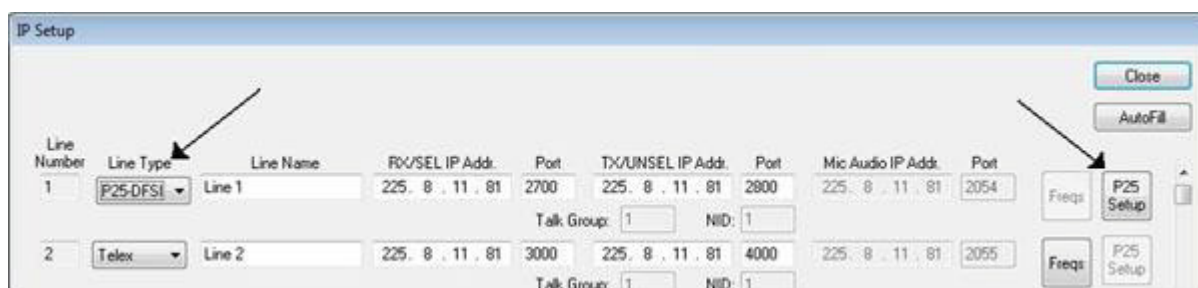 IP Setup
Close
AutoFill
Line Number Line Type Line Name RX/SEL IP Addr. Port TX/UNSEL IP Addr. Port Mic Audio IP Addr. Port
1 P25-DFSI Line 1 225. 8 . 11 . 81 2700 225. 8 . 11 . 81 2800 225. 8 . 11 . 81 2054 Freqs P25 Setup
Talk Group: 1 NID: 1
2 Telex Line 2 225. 8 . 11 . 81 3000 225. 8 . 11 . 81 4000 225. 8 . 11 . 81 2055 Freqs P25 Setup
Talk Group: 1 NID: 1